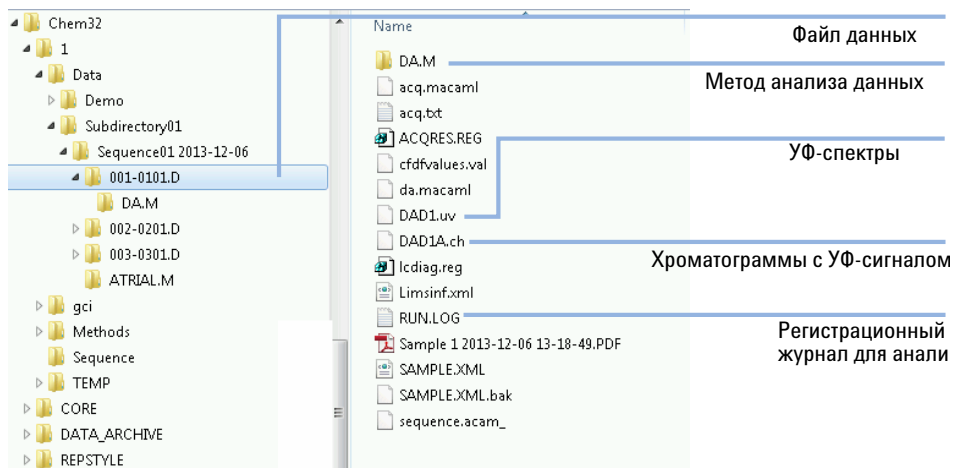 Chem32
1
Data
Demo
Subdirectory01
Sequence01 2013-12-06
001-0101.D
DA.M
002-0201.D
003-0301.D
ATRIAL.M
gci
Methods
Sequence
TEMP
CORE
DATA_ARCHIVE
REPSTYLE
Name
DA.M
acq.macaml
acq.txt
ACQRES.REG
cfdfvalues.val
da.macaml
DAD1.uv
DAD1A.ch
lcdiag.reg
Limsinf.xml
RUN.LOG
Sample 1 2013-12-06 13-18-49.PDF
SAMPLE.XML
SAMPLE.XML.bak
sequence.acam_
Файл данных
Метод анализа данных
УФ-спектры
Хроматограммы с УФ-сигналом
Регистрационный
журнал для анали